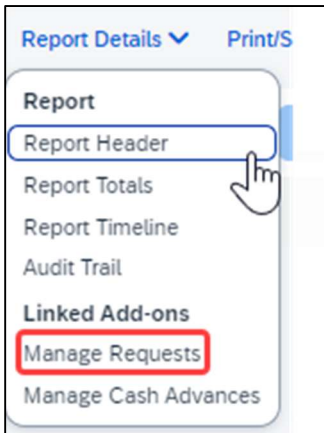 Report Details Print/S
Report
Report Header
Report Totals
Report Timeline
Audit Trail
Linked Add-ons
Manage Requests
Manage Cash Advances